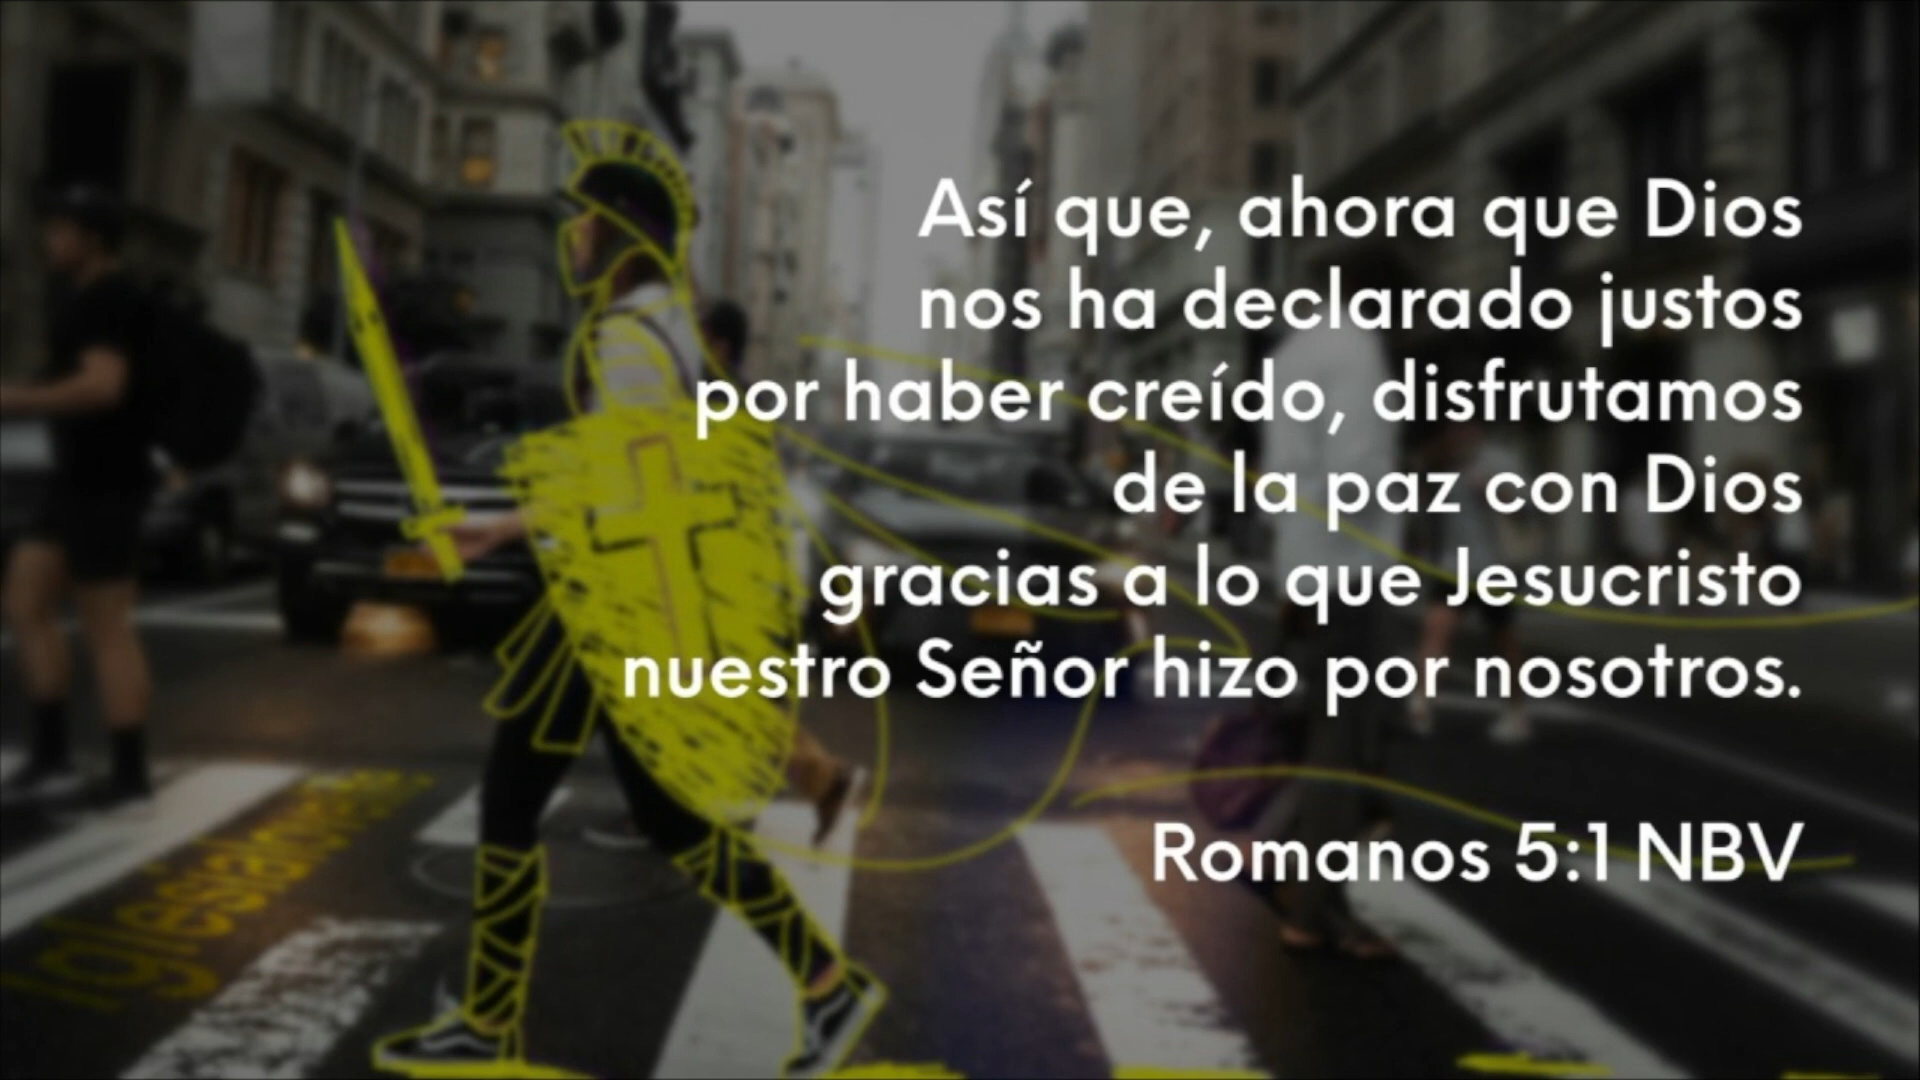 Así que, ahora que Dios
nos ha declarado justos
por haber creído, disfrutamos
de la paz con Dios
gracias a lo que Jesucristo
nuestro Señor hizo por nosotros.
Romanos 5:1 NBV